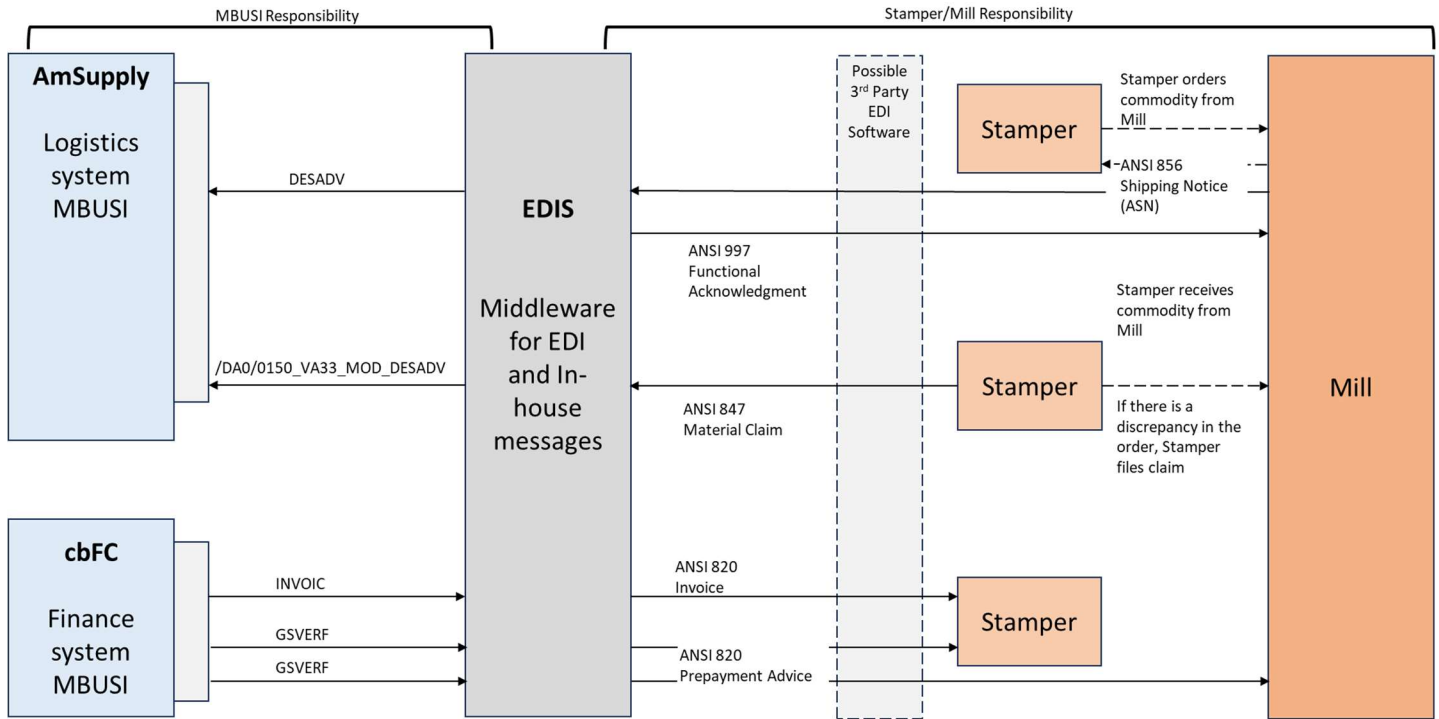 MBUSI Responsibility
Stamper/Mill Responsibility
AmSupply
Logistics
system
MBUSI
DESADV
/DA0/0150_VA33_MOD_DESADV
EDIS
Middleware
for EDI
and In-
house
messages
Possible
3rd Party
EDI
Software
Stamper
Stamper orders
commodity from
Mill
ANSI 856
Shipping Notice
(ASN)
ANSI 997
Functional
Acknowledgment
Stamper receives
commodity from
Mill
Stamper
ANSI 847
Material Claim
If there is a
discrepancy in the
order, Stamper
files claim
Mill
cbFC
Finance
system
MBUSI
INVOIC
GSVERF
GSVERF
ANSI 820
Invoice
ANSI 820
Prepayment Advice
Stamper